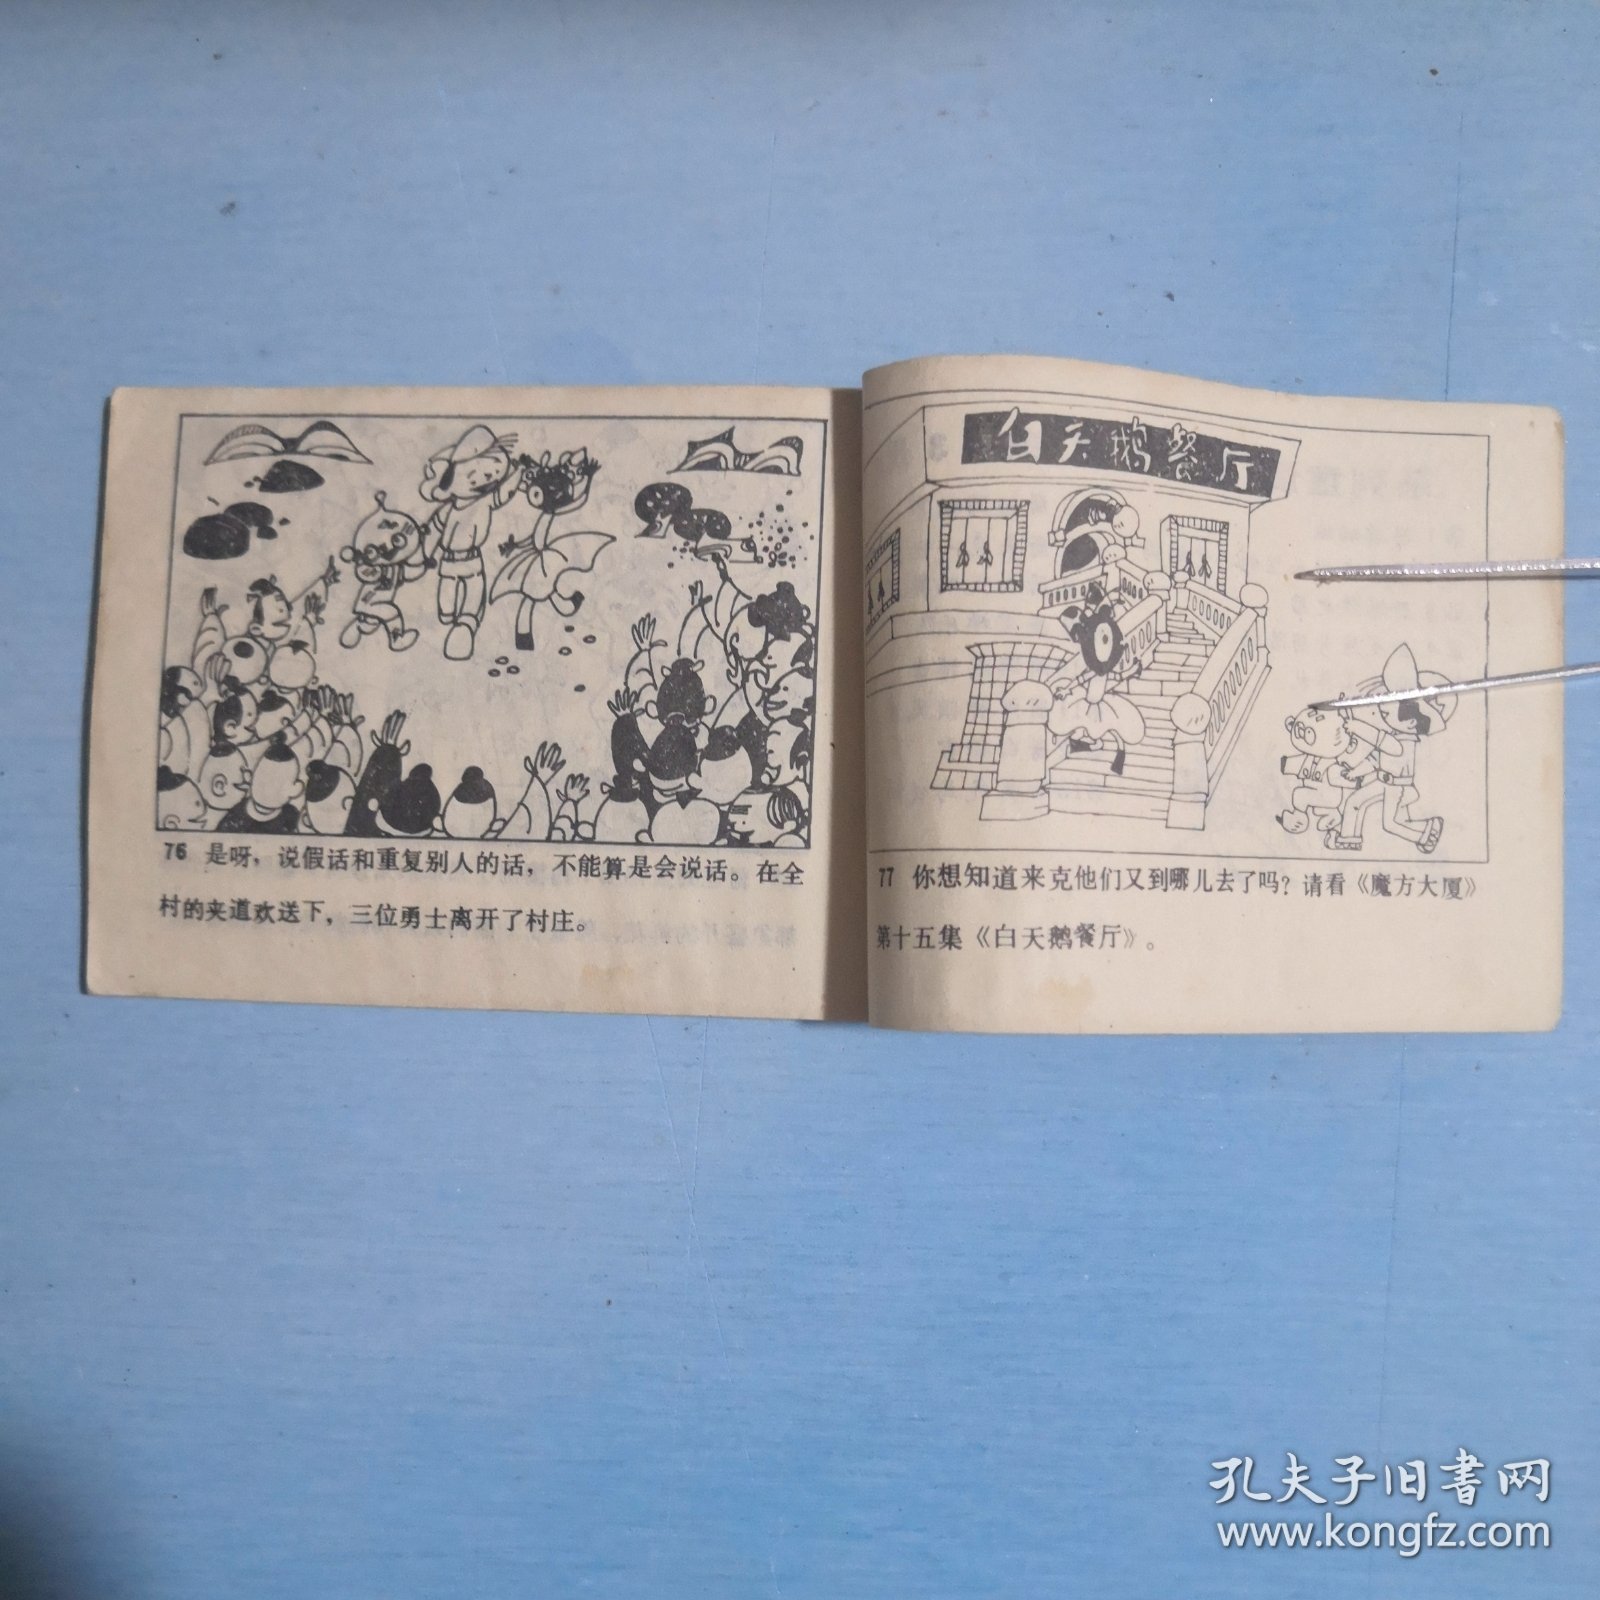 76 是呀，说假话和重复别人的话，不能算是会说话。在全
村的夹道欢送下，三位勇士离开了村庄。
白天鹅餐厅
77 你想知道来克他们又到哪儿去了吗？请看《魔方大厦》
第十五集《白天鹅餐厅》。
孔夫子旧书网
www.kongfz.com